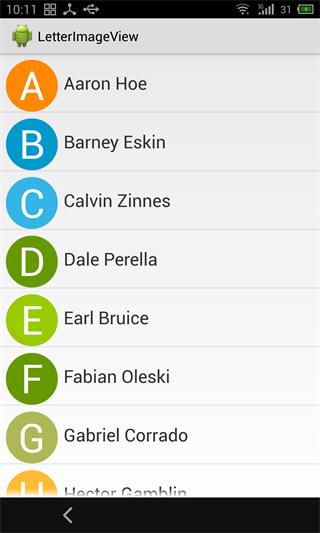 10:11 3G 31
LetterImageView
A Aaron Hoe
B Barney Eskin
C Calvin Zinnes
D Dale Perella
E Earl Bruice
F Fabian Oleski
G Gabriel Corrado
H Hector Gamblin